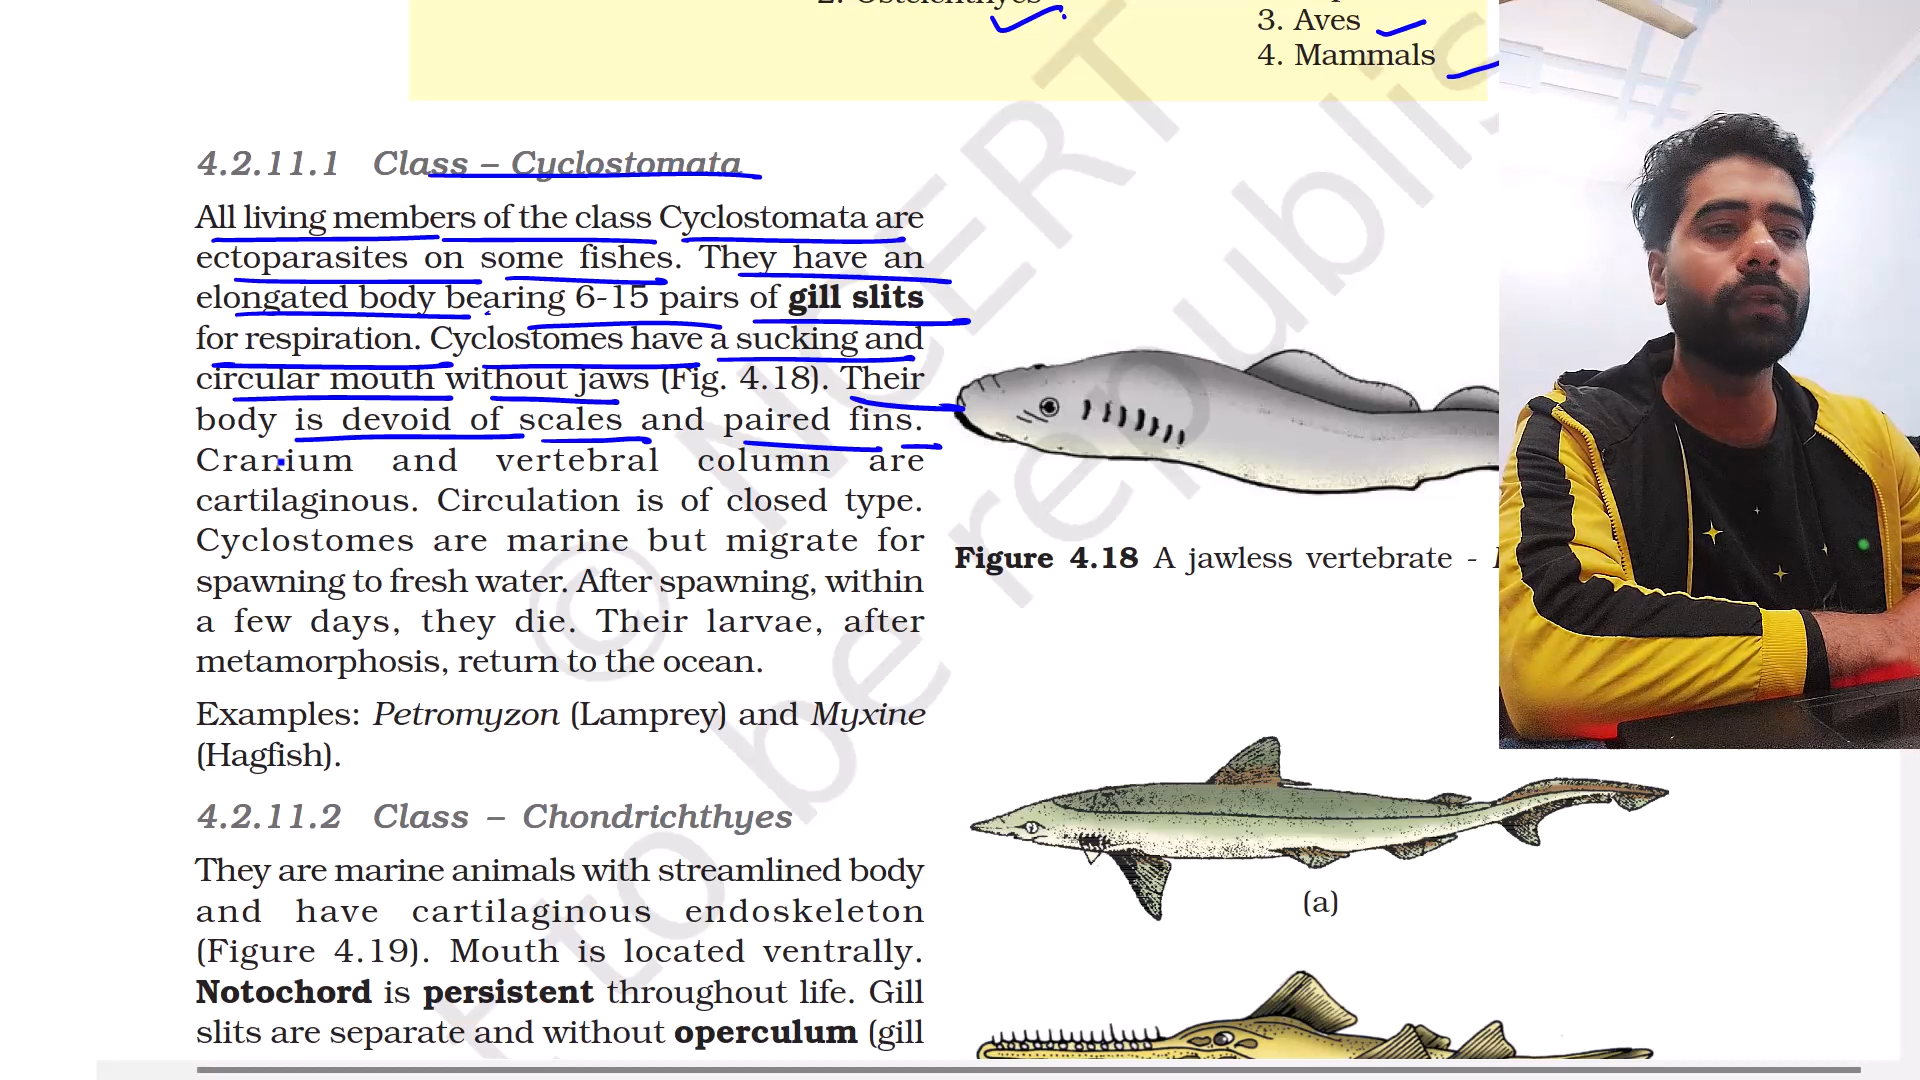 2. Osteichthyes
3. Aves
4. Mammals
4.2.11.1 Class – Cyclostomata
All living members of the class Cyclostomata are
ectoparasites on some fishes. They have an
elongated body bearing 6-15 pairs of gill slits
for respiration. Cyclostomes have a sucking and
circular mouth without jaws (Fig. 4.18). Their
body is devoid of scales and paired fins.
Cranium and vertebral column are
cartilaginous. Circulation is of closed type.
Cyclostomes are marine but migrate for
spawning to fresh water. After spawning, within
a few days, they die. Their larvae, after
metamorphosis, return to the ocean.
Examples: Petromyzon (Lamprey) and Myxine
(Hagfish).
Figure 4.18 A jawless vertebrate -
4.2.11.2 Class – Chondrichthyes
They are marine animals with streamlined body
and have cartilaginous endoskeleton
(Figure 4.19). Mouth is located ventrally.
Notochord is persistent throughout life. Gill
slits are separate and without operculum (gill
(a)
© NCERT
to be republis